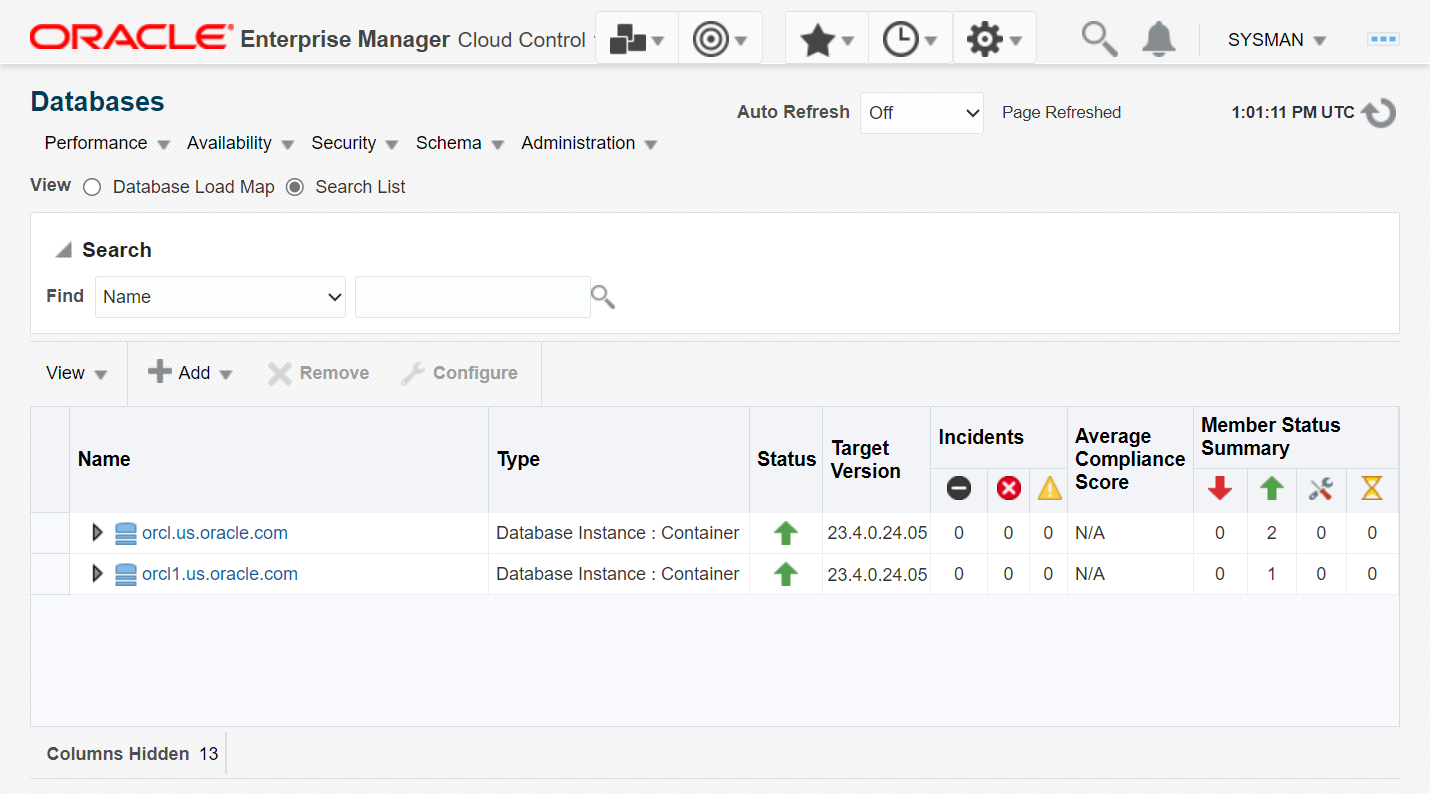 ORACLE Enterprise Manager Cloud Control
SYSMAN
Databases
Auto Refresh Off Page Refreshed 1:01:11 PM UTC
Performance Availability Security Schema Administration
View Database Load Map Search List
Search
Find Name
View Add Remove Configure
Name Type Status Target Version Incidents Average Compliance Score Member Status Summary
orcl.us.oracle.com Database Instance : Container 23.4.0.24.05 0 0 0 N/A 0 2 0 0
orcl1.us.oracle.com Database Instance : Container 23.4.0.24.05 0 0 0 N/A 0 1 0 0
Columns Hidden 13